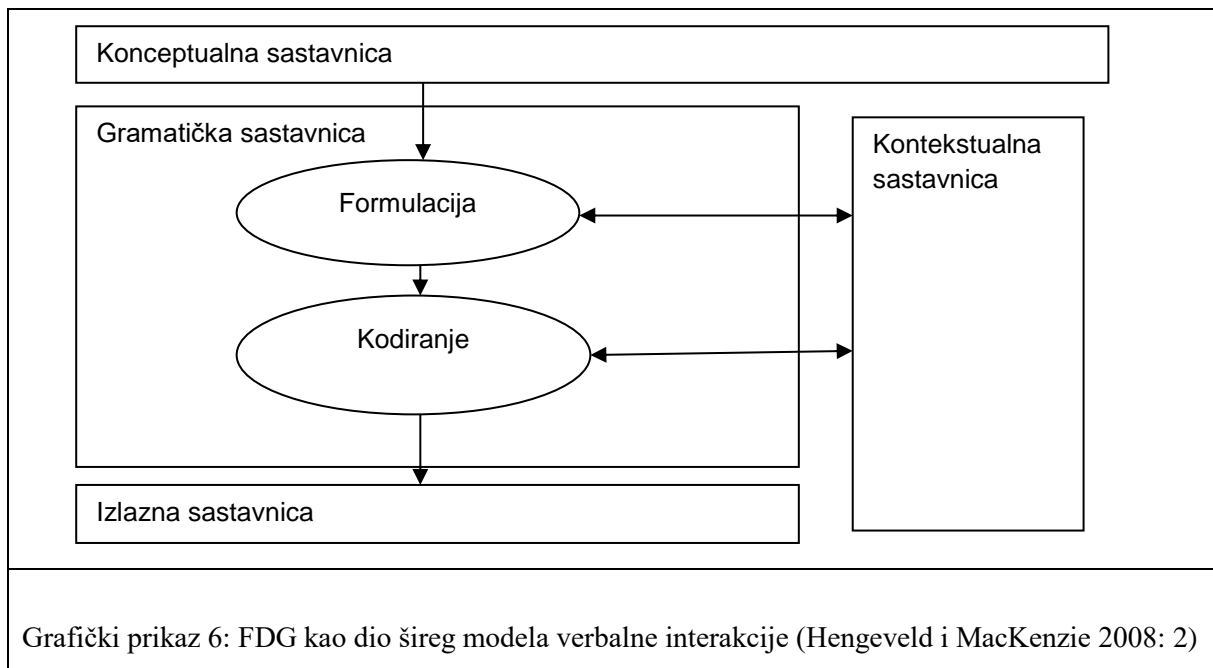 Konceptualna sastavnica
Gramatička sastavnica
Formulacija
Kontekstualna
sastavnica
Kodiranje
Izlazna sastavnica
Grafički prikaz 6: FDG kao dio šireg modela verbalne interakcije (Hengeveld i MacKenzie 2008: 2)